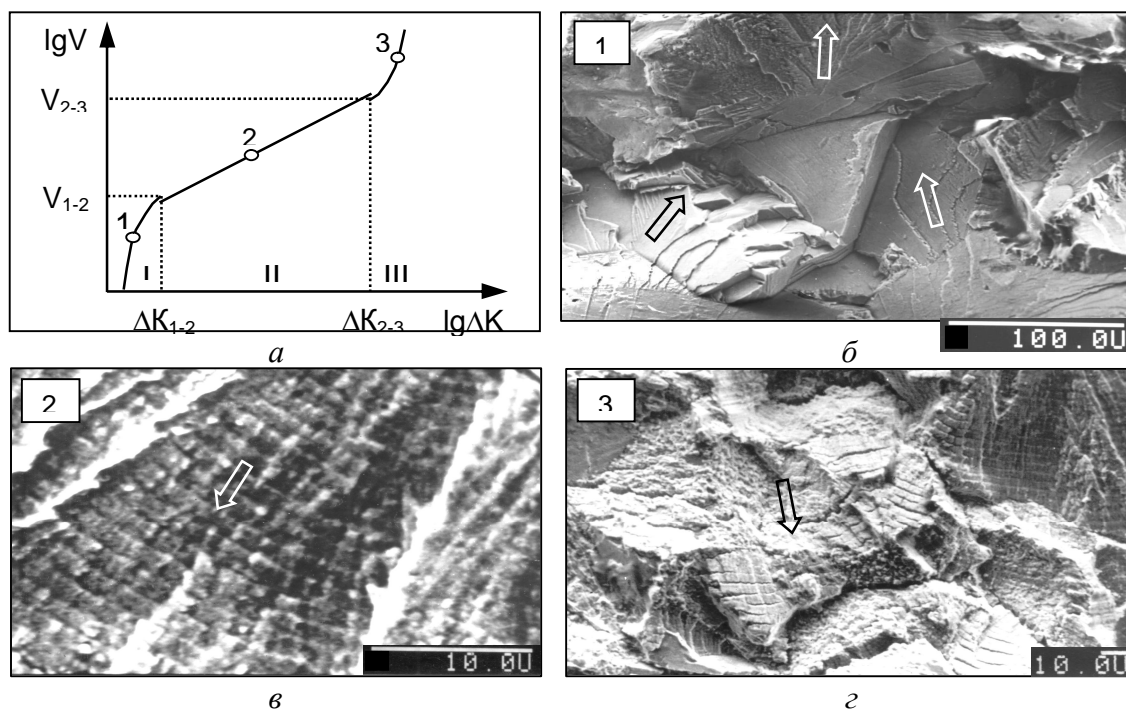 lgV
V2-3
V1-2
1
2
3
I
II
III
ΔK1-2
ΔK2-3
lgΔK
а
1
100.0U
б
2
10.0U
в
3
10.0U
г